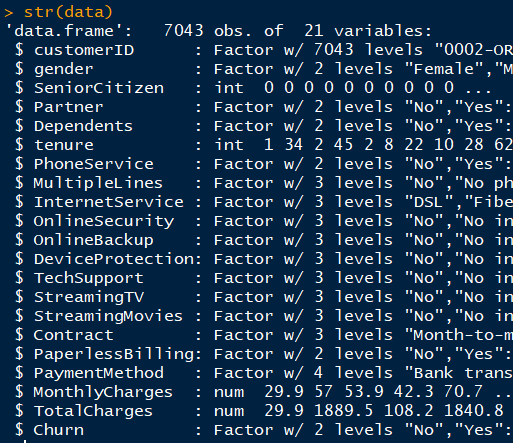 > str(data)
'data.frame':   7043 obs. of  21 variables:
 $ customerID      : Factor w/ 7043 levels "0002-OR
 $ gender          : Factor w/ 2 levels "Female","M
 $ SeniorCitizen   : int  0 0 0 0 0 0 0 0 0 0 ...
 $ Partner         : Factor w/ 2 levels "No","Yes":
 $ Dependents      : Factor w/ 2 levels "No","Yes":
 $ tenure          : int  1 34 2 45 2 8 22 10 28 62
 $ PhoneService    : Factor w/ 2 levels "No","Yes":
 $ MultipleLines   : Factor w/ 3 levels "No","No ph
 $ InternetService : Factor w/ 3 levels "DSL","Fibe
 $ OnlineSecurity  : Factor w/ 3 levels "No","No in
 $ OnlineBackup    : Factor w/ 3 levels "No","No in
 $ DeviceProtection: Factor w/ 3 levels "No","No in
 $ TechSupport     : Factor w/ 3 levels "No","No in
 $ StreamingTV     : Factor w/ 3 levels "No","No in
 $ StreamingMovies : Factor w/ 3 levels "No","No in
 $ Contract        : Factor w/ 3 levels "Month-to-m
 $ PaperlessBilling: Factor w/ 2 levels "No","Yes":
 $ PaymentMethod   : Factor w/ 4 levels "Bank trans
 $ MonthlyCharges  : num  29.9 57 53.9 42.3 70.7 ..
 $ TotalCharges    : num  29.9 1889.5 108.2 1840.8
 $ Churn           : Factor w/ 2 levels "No","Yes":